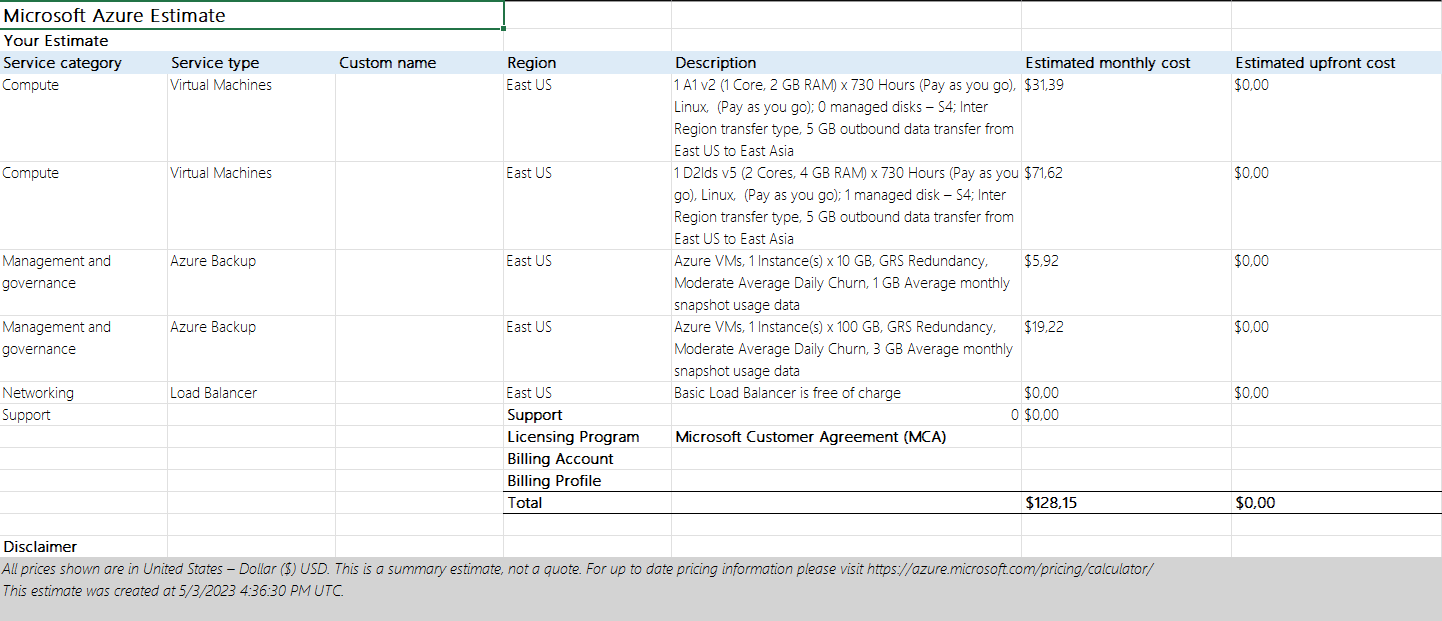 Microsoft Azure Estimate
Your Estimate
Service category Service type Custom name Region Description Estimated monthly cost Estimated upfront cost
Compute Virtual Machines East US 1 A1 v2 (1 Core, 2 GB RAM) x 730 Hours (Pay as you go), $31,39 $0,00
Linux,  (Pay as you go); 0 managed disks – S4; Inter
Region transfer type, 5 GB outbound data transfer from
East US to East Asia
Compute Virtual Machines East US 1 D2lds v5 (2 Cores, 4 GB RAM) x 730 Hours (Pay as you $71,62 $0,00
go), Linux,  (Pay as you go); 1 managed disk – S4; Inter
Region transfer type, 5 GB outbound data transfer from
East US to East Asia
Management and Azure Backup East US Azure VMs, 1 Instance(s) x 10 GB, GRS Redundancy, $5,92 $0,00
governance Moderate Average Daily Churn, 1 GB Average monthly
snapshot usage data
Management and Azure Backup East US Azure VMs, 1 Instance(s) x 100 GB, GRS Redundancy, $19,22 $0,00
governance Moderate Average Daily Churn, 3 GB Average monthly
snapshot usage data
Networking Load Balancer East US Basic Load Balancer is free of charge $0,00 $0,00
Support Support 0 $0,00
Licensing Program Microsoft Customer Agreement (MCA)
Billing Account
Billing Profile
Total $128,15 $0,00
Disclaimer
All prices shown are in United States – Dollar ($) USD. This is a summary estimate, not a quote. For up to date pricing information please visit https://azure.microsoft.com/pricing/calculator/
This estimate was created at 5/3/2023 4:36:30 PM UTC.